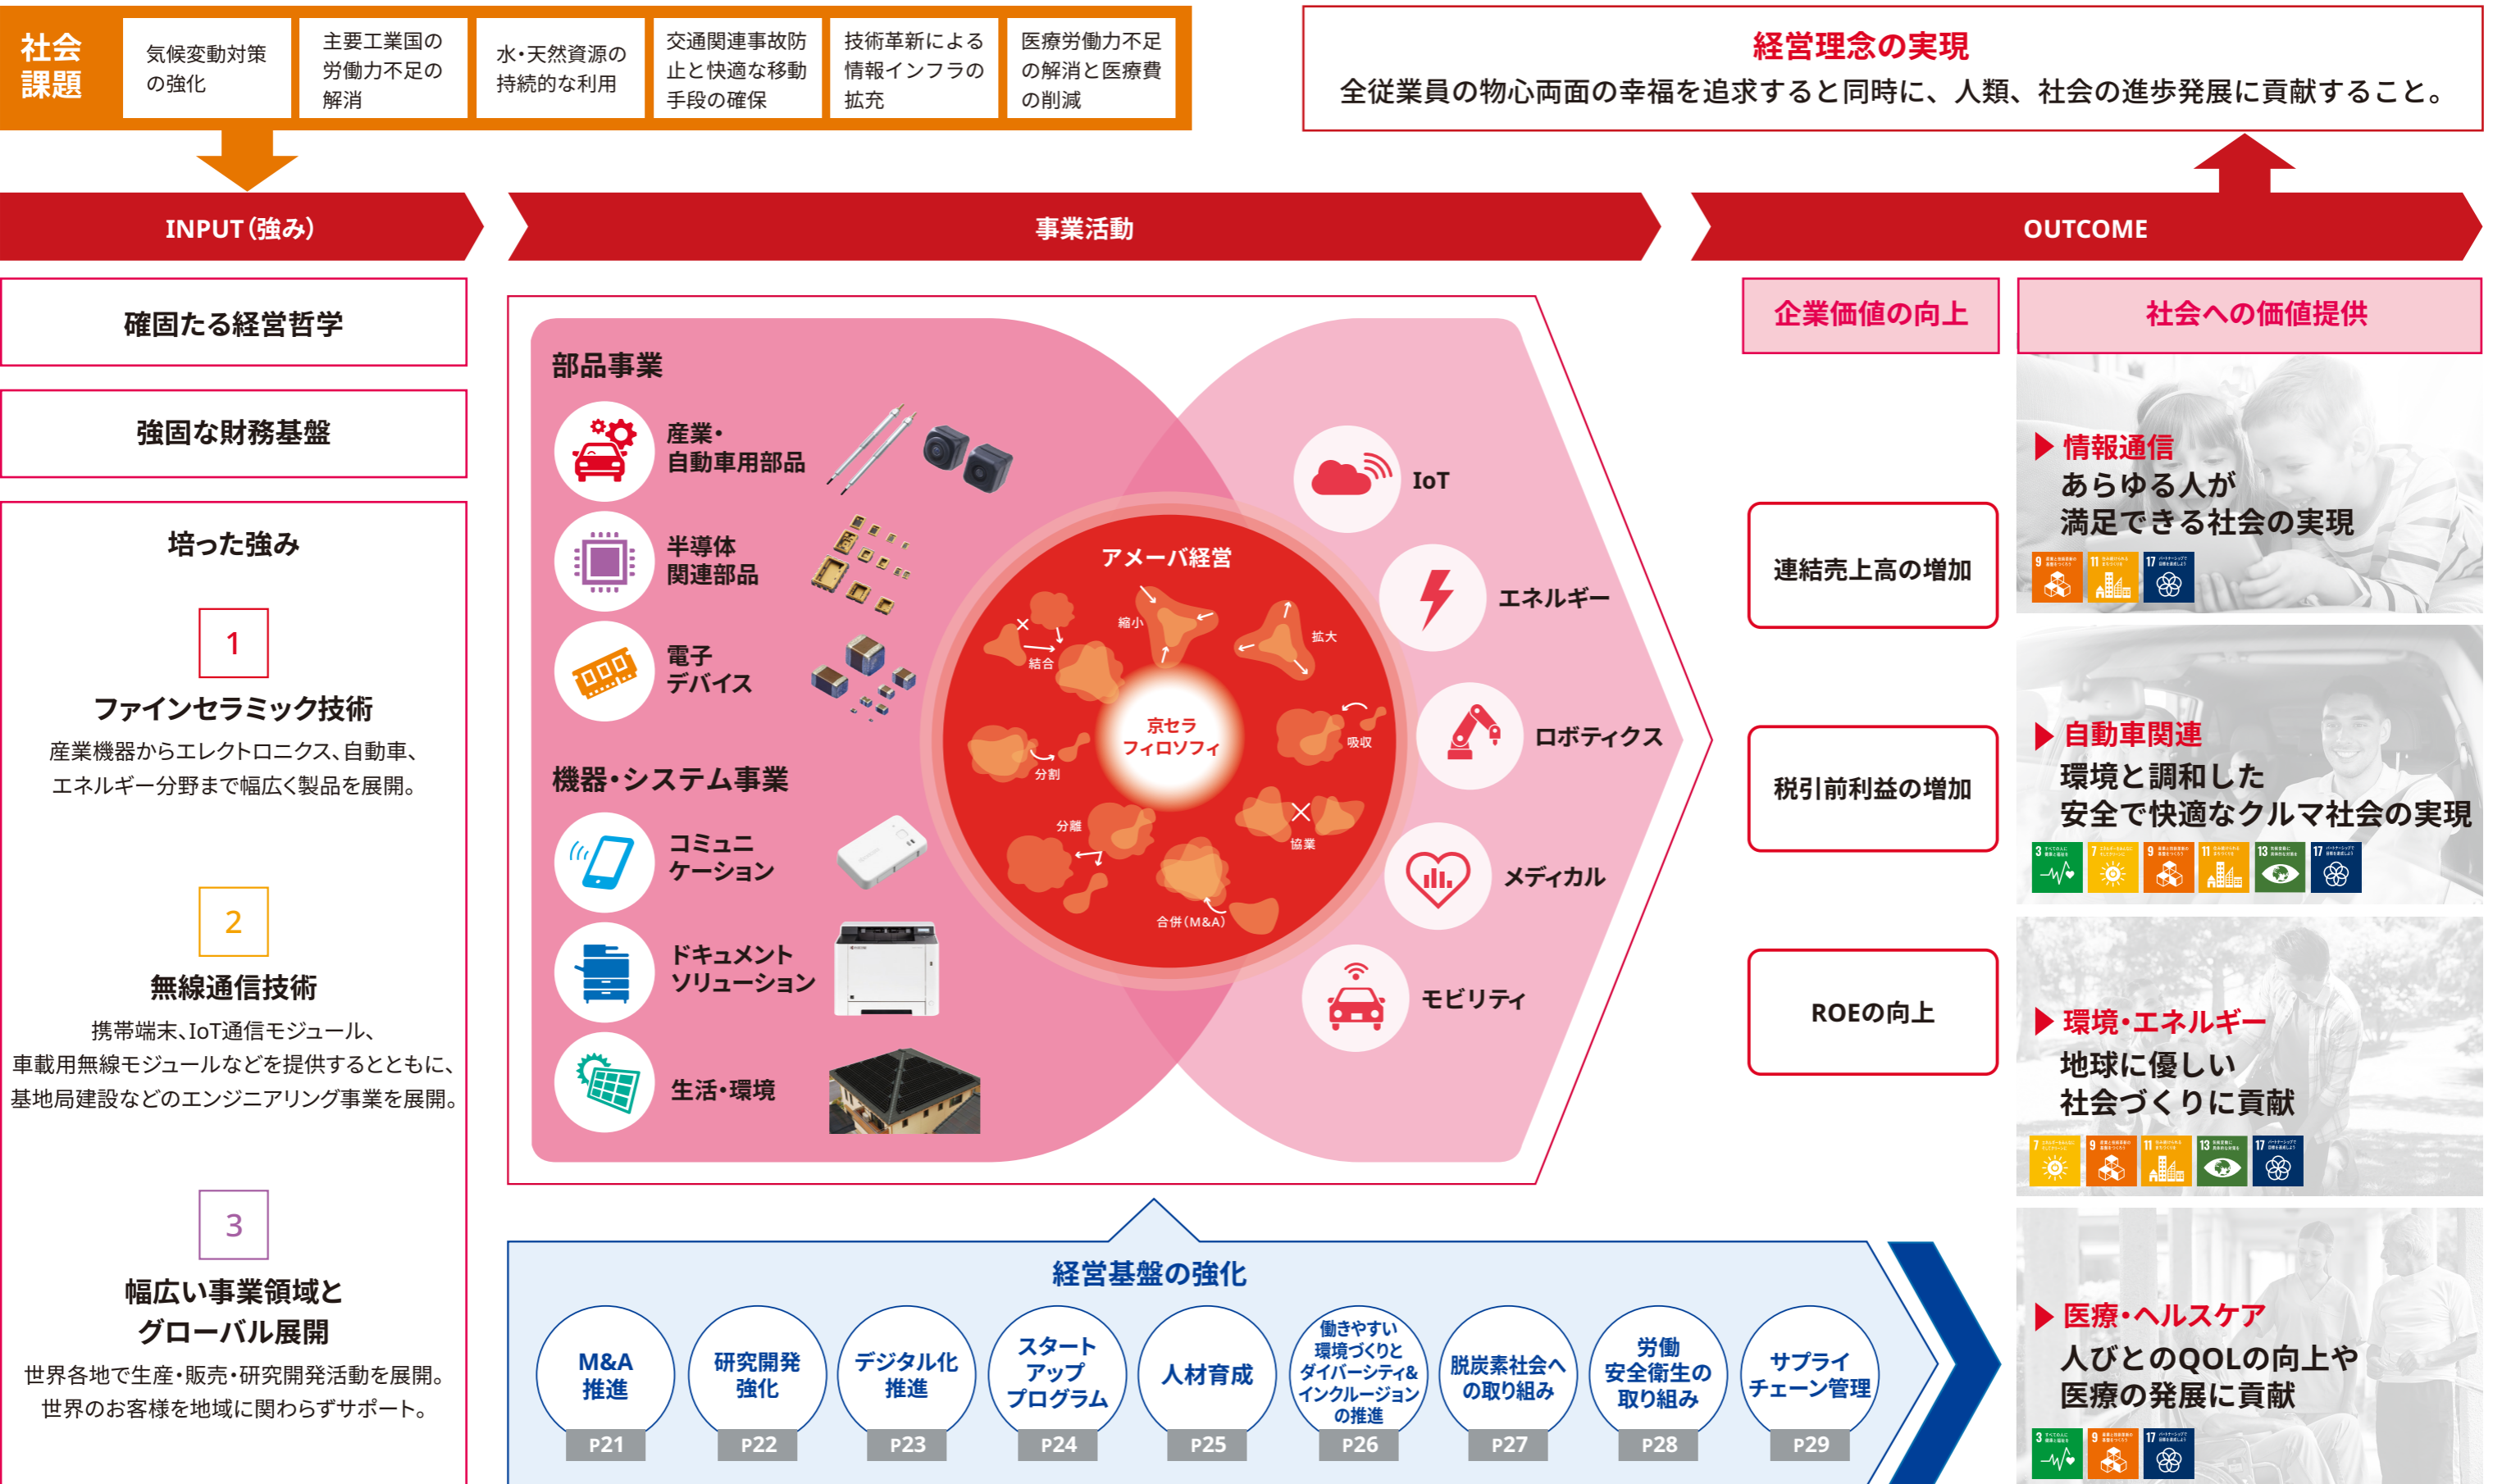 社会
課題
気候変動対策
の強化
主要工業国の
労働力不足の
解消
水・天然資源の
持続的な利用
交通関連事故防
止と快適な移動
手段の確保
技術革新による
情報インフラの
拡充
医療労働力不足
の解消と医療費
の削減
経営理念の実現
全従業員の物心両面の幸福を追求すると同時に、人類、社会の進歩発展に貢献すること。
INPUT（強み）
事業活動
OUTCOME
確固たる経営哲学
強固な財務基盤
培った強み
1
ファインセラミック技術
産業機器からエレクトロニクス、自動車、
エネルギー分野まで幅広く製品を展開。
2
無線通信技術
携帯端末、IoT通信モジュール、
車載用無線モジュールなどを提供するとともに、
基地局建設などのエンジニアリング事業を展開。
3
幅広い事業領域と
グローバル展開
世界各地で生産・販売・研究開発活動を展開。
世界のお客様を地域に関わらずサポート。
部品事業
産業・
自動車用部品
半導体
関連部品
電子
デバイス
機器・システム事業
コミュニ
ケーション
ドキュメント
ソリューション
生活・環境
アメーバ経営
結合
縮小
拡大
分割
京セラ
フィロソフィ
吸収
分離
協業
合併（M&A）
IoT
エネルギー
ロボティクス
メディカル
モビリティ
経営基盤の強化
M&A
推進
P21
研究開発
強化
P22
デジタル化
推進
P23
スタート
アップ
プログラム
P24
人材育成
P25
働きやすい
環境づくりと
ダイバーシティ&
インクルージョン
の推進
P26
脱炭素社会へ
の取り組み
P27
労働
安全衛生の
取り組み
P28
サプライ
チェーン管理
P29
企業価値の向上
連結売上高の増加
税引前利益の増加
ROEの向上
社会への価値提供
情報通信
あらゆる人が
満足できる社会の実現
9
11
17
自動車関連
環境と調和した
安全で快適なクルマ社会の実現
3
7
9
11
13
17
環境・エネルギー
地球に優しい
社会づくりに貢献
7
9
11
13
17
医療・ヘルスケア
人びとのQOLの向上や
医療の発展に貢献
3
9
17